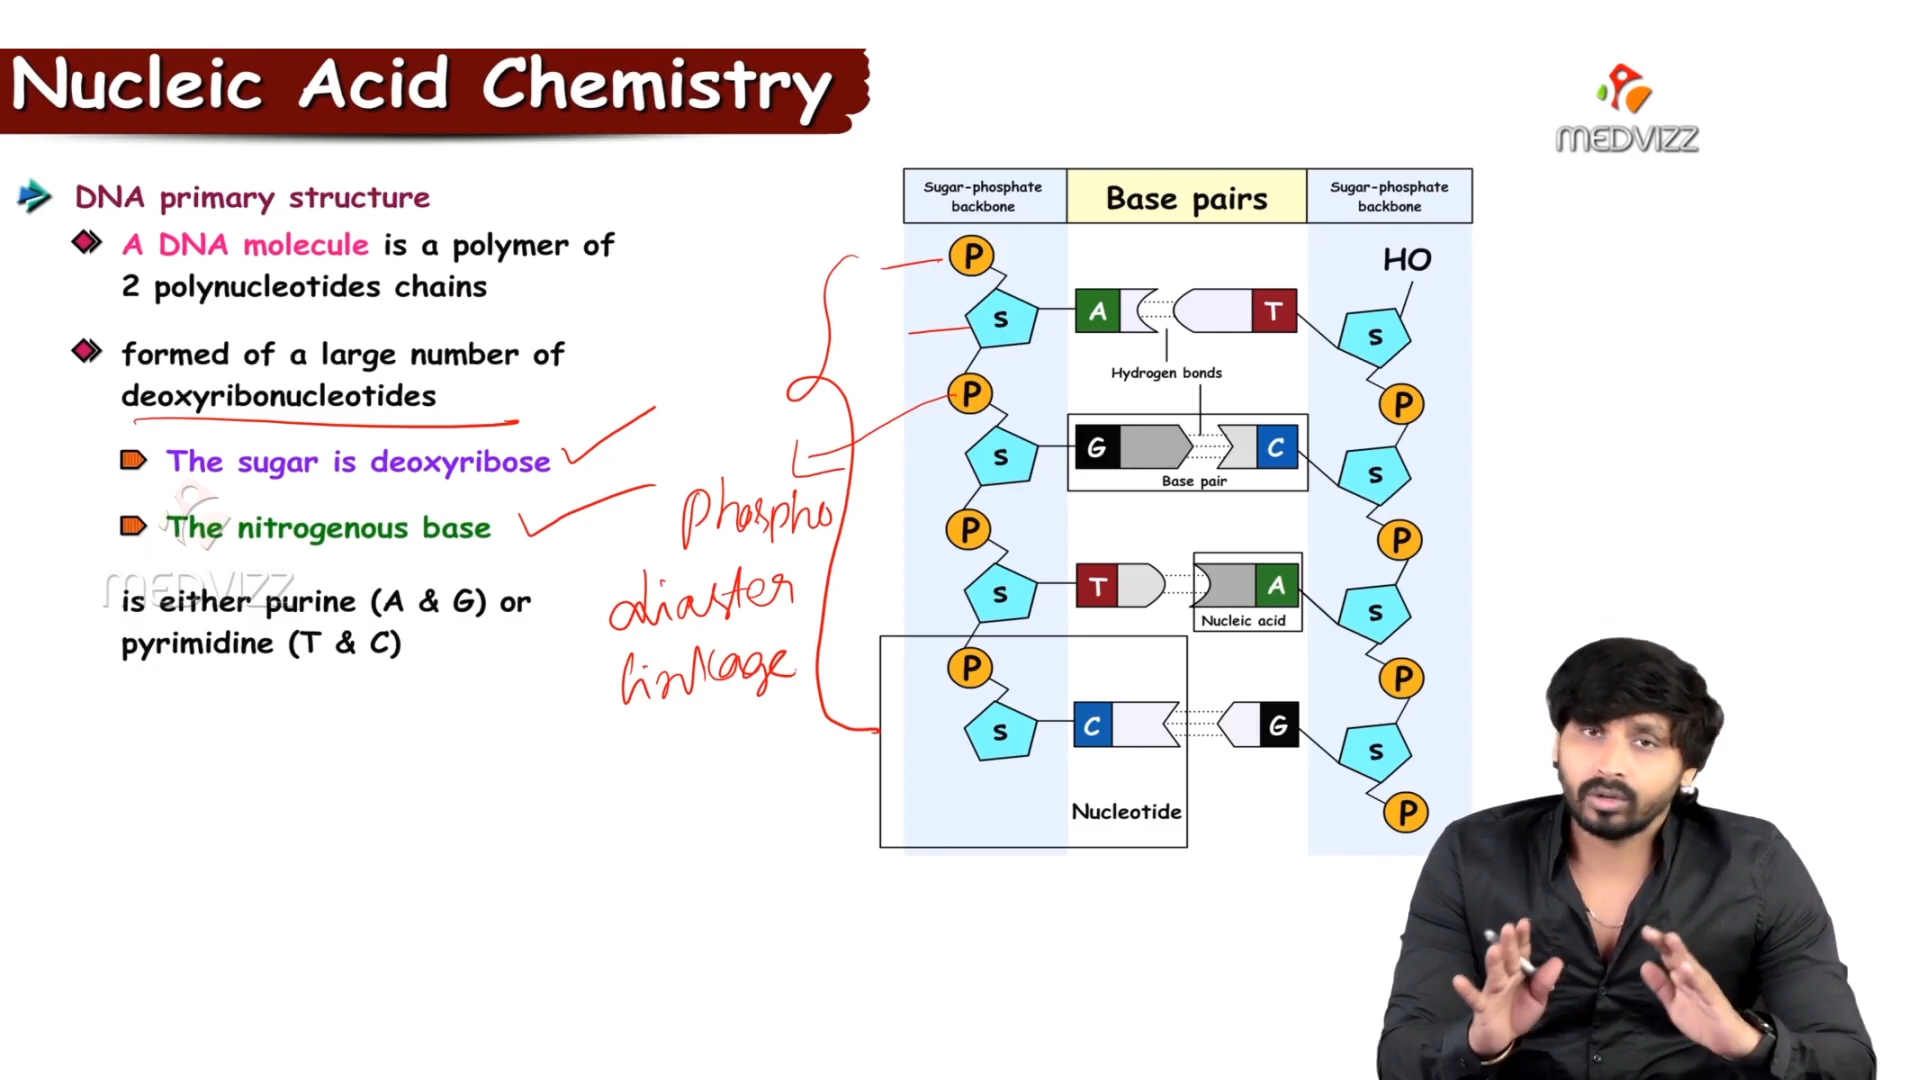 Nucleic Acid Chemistry
MEDVIZZ
DNA primary structure
A DNA molecule is a polymer of
2 polynucleotides chains
formed of a large number of
deoxyribonucleotides
The sugar is deoxyribose
The nitrogenous base
MEDVIZZ
is either purine (A & G) or
pyrimidine (T & C)
Phospho
diaster
linkage
Sugar-phosphate
backbone
Base pairs
Sugar-phosphate
backbone
P
HO
S
A
T
S
Hydrogen bonds
P
P
S
G
C
S
Base pair
P
P
S
T
A
S
Nucleic acid
P
P
S
C
G
S
Nucleotide
P